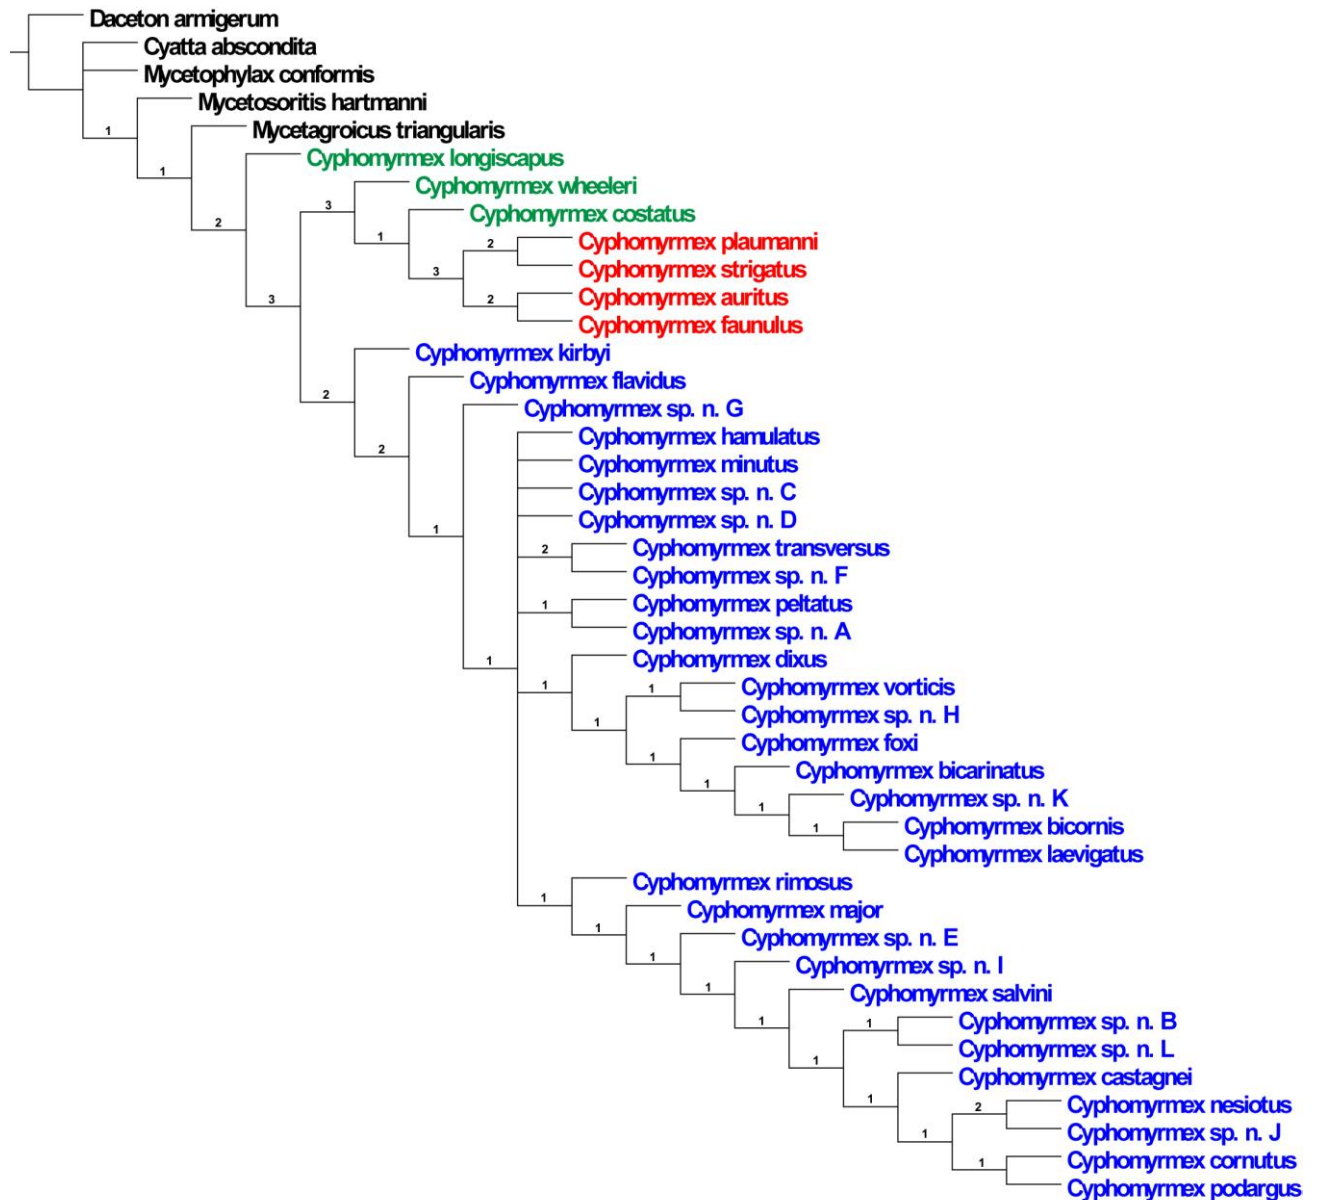 Daceton armigerum
Cyatta abscondita
Mycetophylax conformis
Mycetosoritis hartmanni
1
Mycetagroicus triangularis
Cyphomyrmex longiscapus
1
Cyphomyrmex wheeleri
3
Cyphomyrmex costatus
2
1
Cyphomyrmex plaumanni
2
Cyphomyrmex strigatus
3
Cyphomyrmex auritus
3
2
Cyphomyrmex faunulus
Cyphomyrmex kirbyi
Cyphomyrmex flavidus
2
Cyphomyrmex sp. n. G
Cyphomyrmex hamulatus
2
Cyphomyrmex minutus
Cyphomyrmex sp. n. C
Cyphomyrmex sp. n. D
1
Cyphomyrmex transversus
2
Cyphomyrmex sp. n. F
Cyphomyrmex peltatus
1
Cyphomyrmex sp. n. A
Cyphomyrmex dixus
1
1
Cyphomyrmex vorticis
1
Cyphomyrmex sp. n. H
1
Cyphomyrmex foxi
1
Cyphomyrmex bicarinatus
1
Cyphomyrmex sp. n. K
1
Cyphomyrmex bicornis
1
Cyphomyrmex laevigatus
Cyphomyrmex rimosus
1
Cyphomyrmex major
1
Cyphomyrmex sp. n. E
1
Cyphomyrmex sp. n. I
1
Cyphomyrmex salvini
1
Cyphomyrmex sp. n. B
1
Cyphomyrmex sp. n. L
1
Cyphomyrmex castagnei
1
Cyphomyrmex nesiotus
2
Cyphomyrmex sp. n. J
1
Cyphomyrmex cornutus
1
Cyphomyrmex podargus